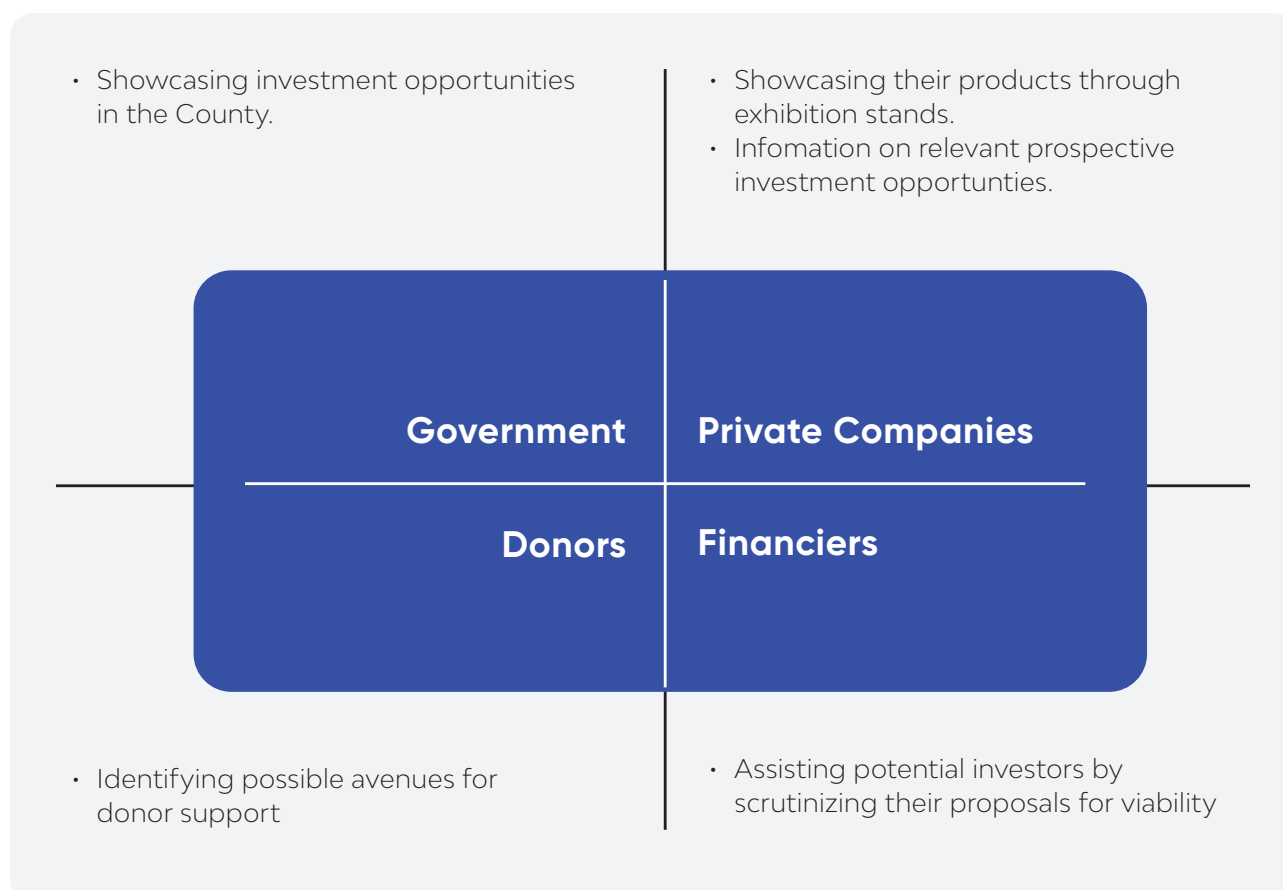 • Showcasing investment opportunities
in the County.
• Showcasing their products through
exhibition stands.
• Infomation on relevant prospective
investment opportunties.
Government
Private Companies
Donors
Financiers
• Identifying possible avenues for
donor support
• Assisting potential investors by
scrutinizing their proposals for viability